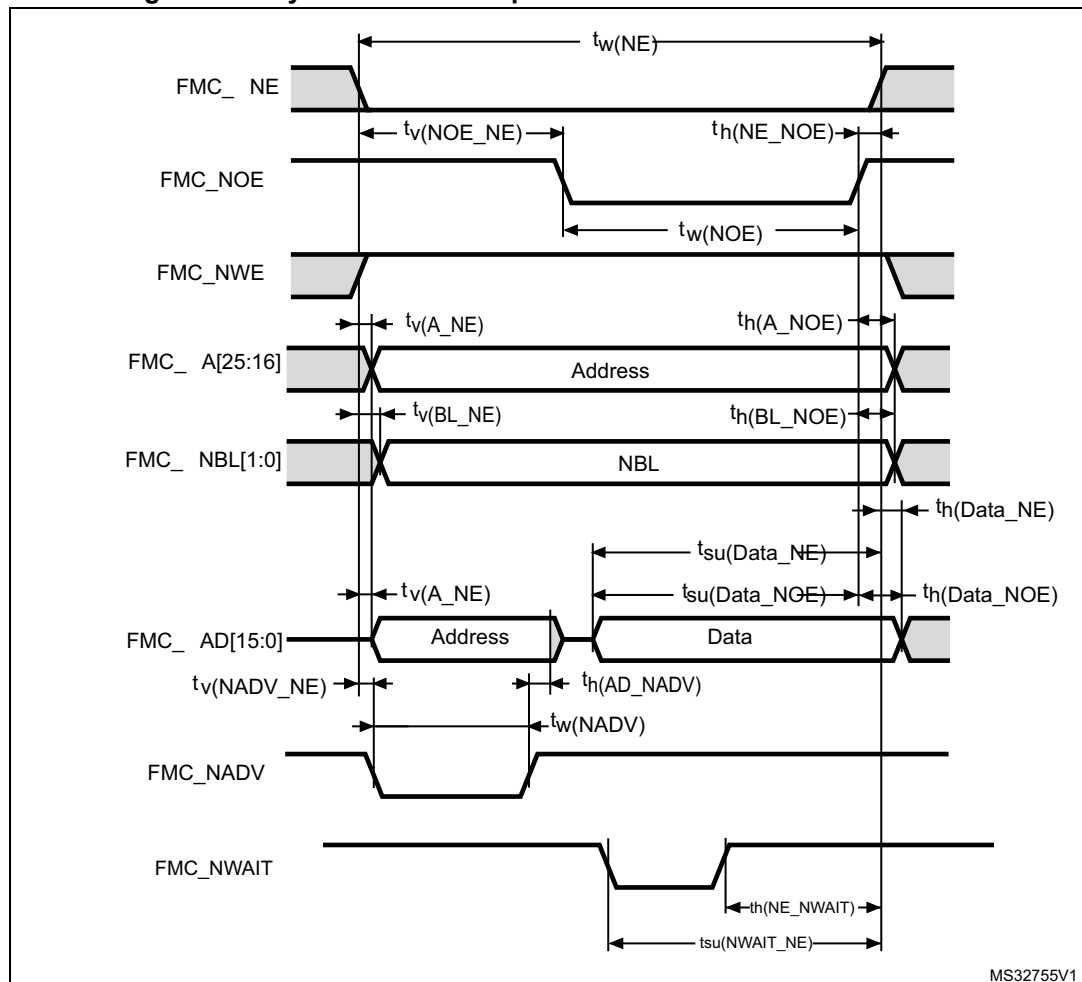 tw(NE)
FMC_ NE
tv(NOE_NE)
th(NE_NOE)
FMC_NOE
tw(NOE)
FMC_NWE
tv(A_NE)
th(A_NOE)
FMC_ A[25:16]
Address
tv(BL_NE)
th(BL_NOE)
FMC_ NBL[1:0]
NBL
th(Data_NE)
tsu(Data_NE)
tv(A_NE)
tsu(Data_NOE)
th(Data_NOE)
FMC_ AD[15:0]
Address
Data
tv(NADV_NE)
th(AD_NADV)
tw(NADV)
FMC_NADV
FMC_NWAIT
th(NE_NWAIT)
tsu(NWAIT_NE)
MS32755V1